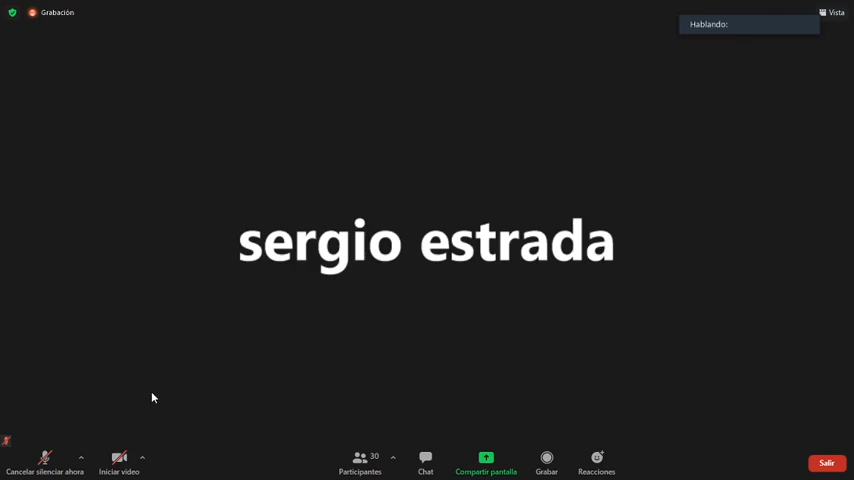 Grabación
Vista
Hablando:
sergio estrada
Cancelar silenciar ahora
Iniciar video
30
Participantes
Chat
Compartir pantalla
Grabar
Reacciones
Salir